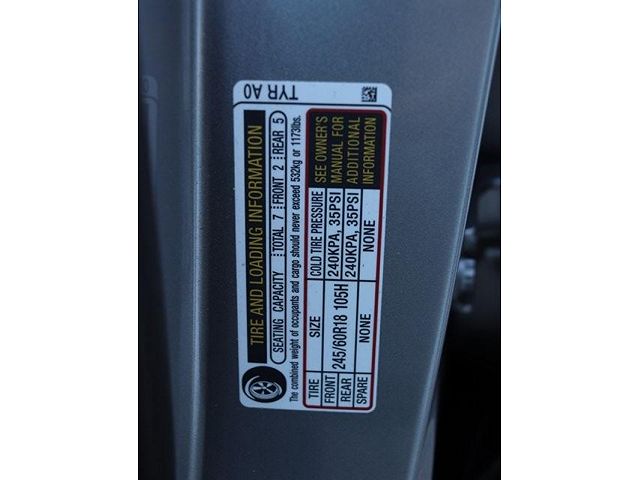 TIRE AND LOADING INFORMATION
SEATING CAPACITY TOTAL 7 FRONT 2 REAR 5
The combined weight of occupants and cargo should never exceed 532kg or 1173lbs.
TIRE SIZE COLD TIRE PRESSURE
FRONT 245/60R18 105H 240KPA, 35PSI
REAR 240KPA, 35PSI
SPARE NONE NONE
SEE OWNER'S
MANUAL FOR
ADDITIONAL
INFORMATION
TYR A0